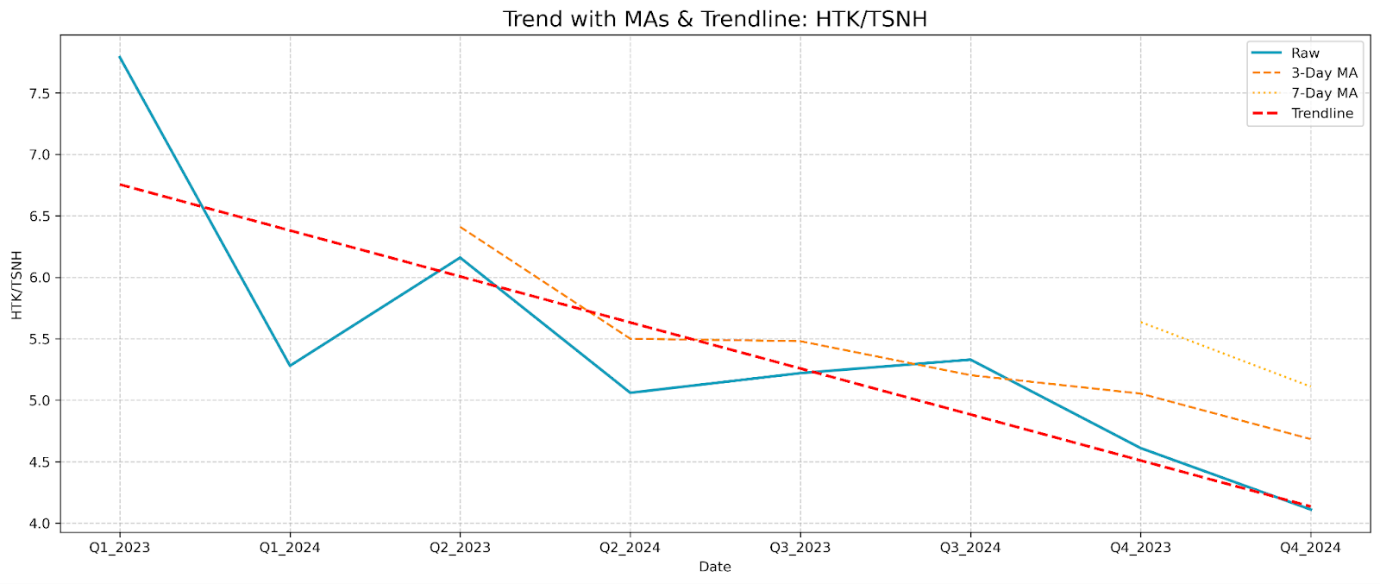 Trend with MAs & Trendline: HTK/TSNH
Raw
3-Day MA
7-Day MA
Trendline
7.5
7.0
6.5
6.0
5.5
5.0
4.5
4.0
HTK/TSNH
Q1_2023 Q1_2024 Q2_2023 Q2_2024 Q3_2023 Q3_2024 Q4_2023 Q4_2024
Date